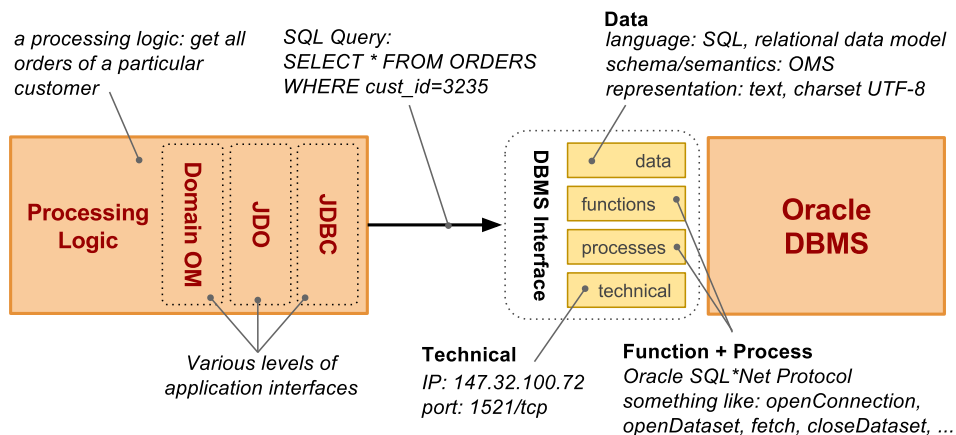 a processing logic: get all
orders of a particular
customer
SQL Query:
SELECT * FROM ORDERS
WHERE cust_id=3235
Data
language: SQL, relational data model
schema/semantics: OMS
representation: text, charset UTF-8
Processing
Logic
Domain OM
JDO
JDBC
DBMS Interface
data
functions
processes
technical
Oracle
DBMS
Various levels of
application interfaces
Technical
IP: 147.32.100.72
port: 1521/tcp
Function + Process
Oracle SQL*Net Protocol
something like: openConnection,
openDataset, fetch, closeDataset, ...